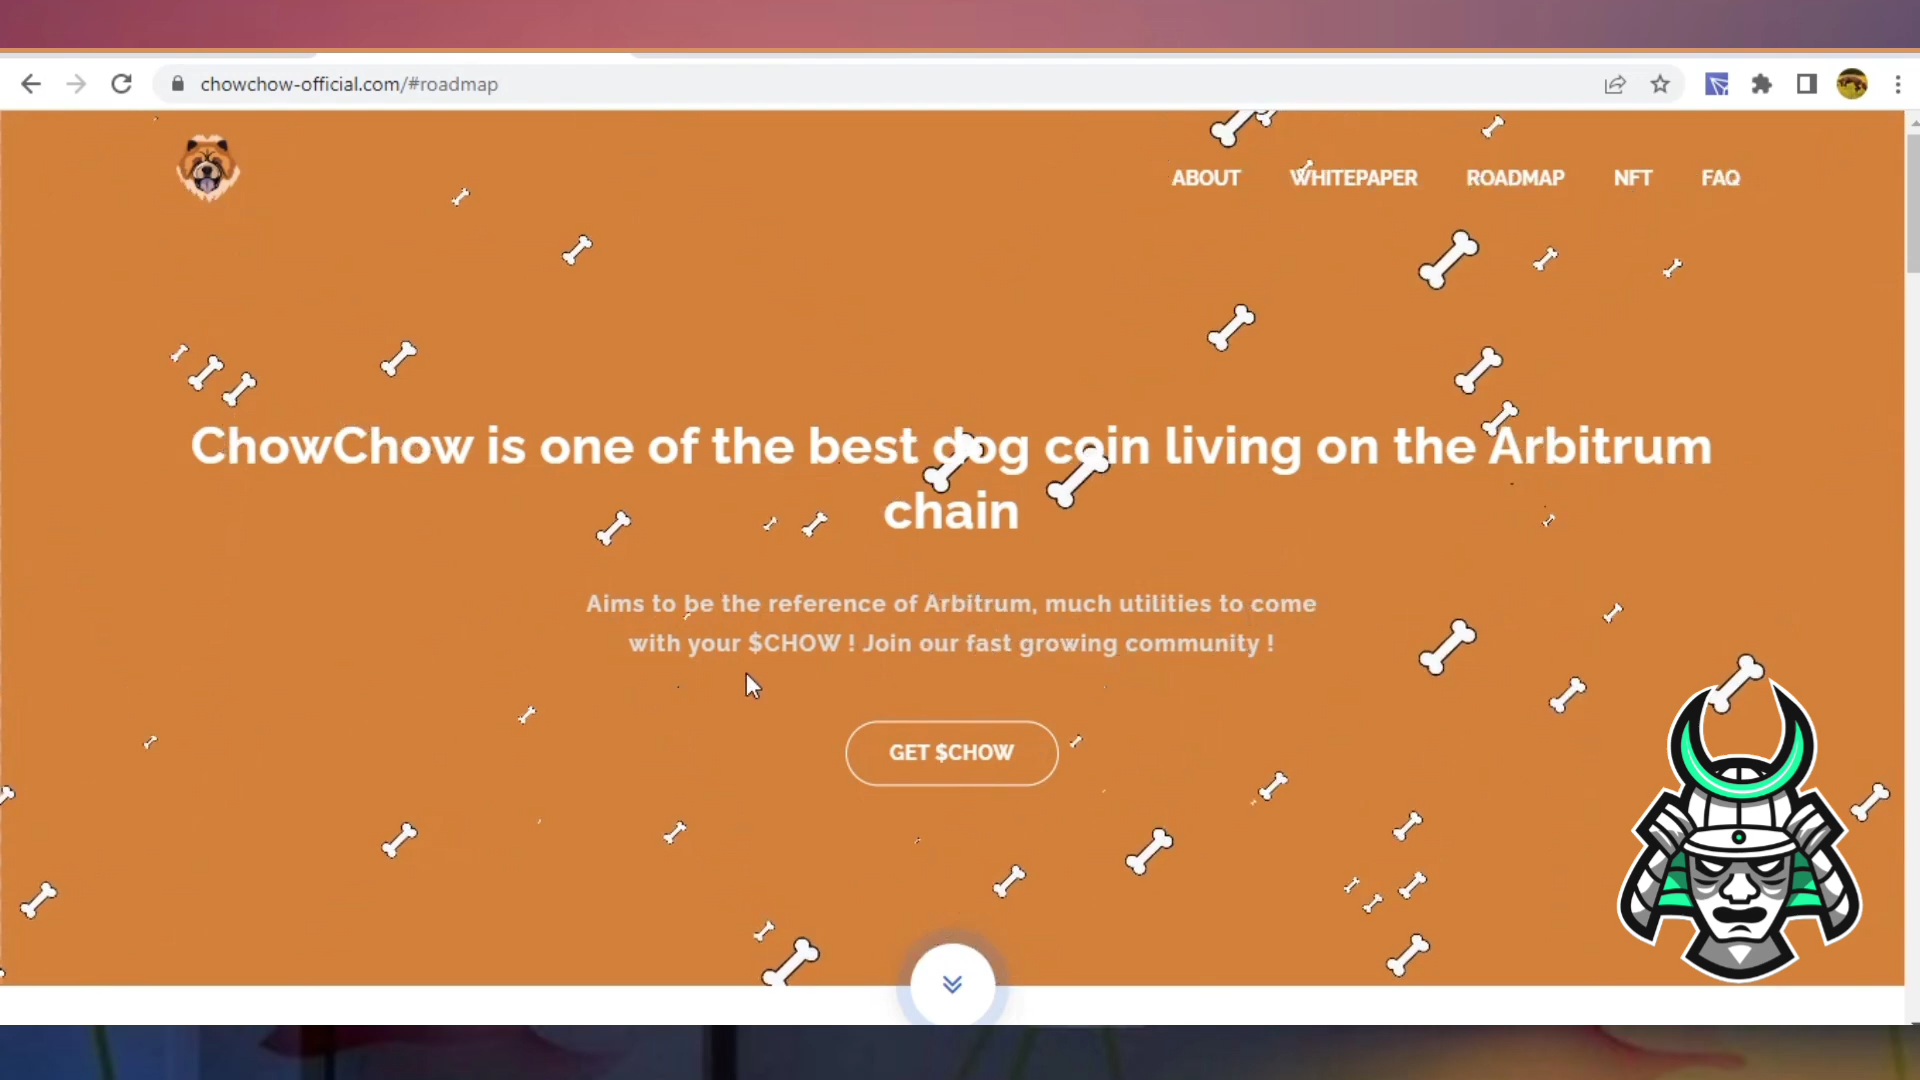 chowchow-official.com/#roadmap
ABOUT WHITEPAPER ROADMAP NFT FAQ
ChowChow is one of the best dog coin living on the Arbitrum
chain
Aims to be the reference of Arbitrum, much utilities to come
with your $CHOW ! Join our fast growing community !
GET $CHOW